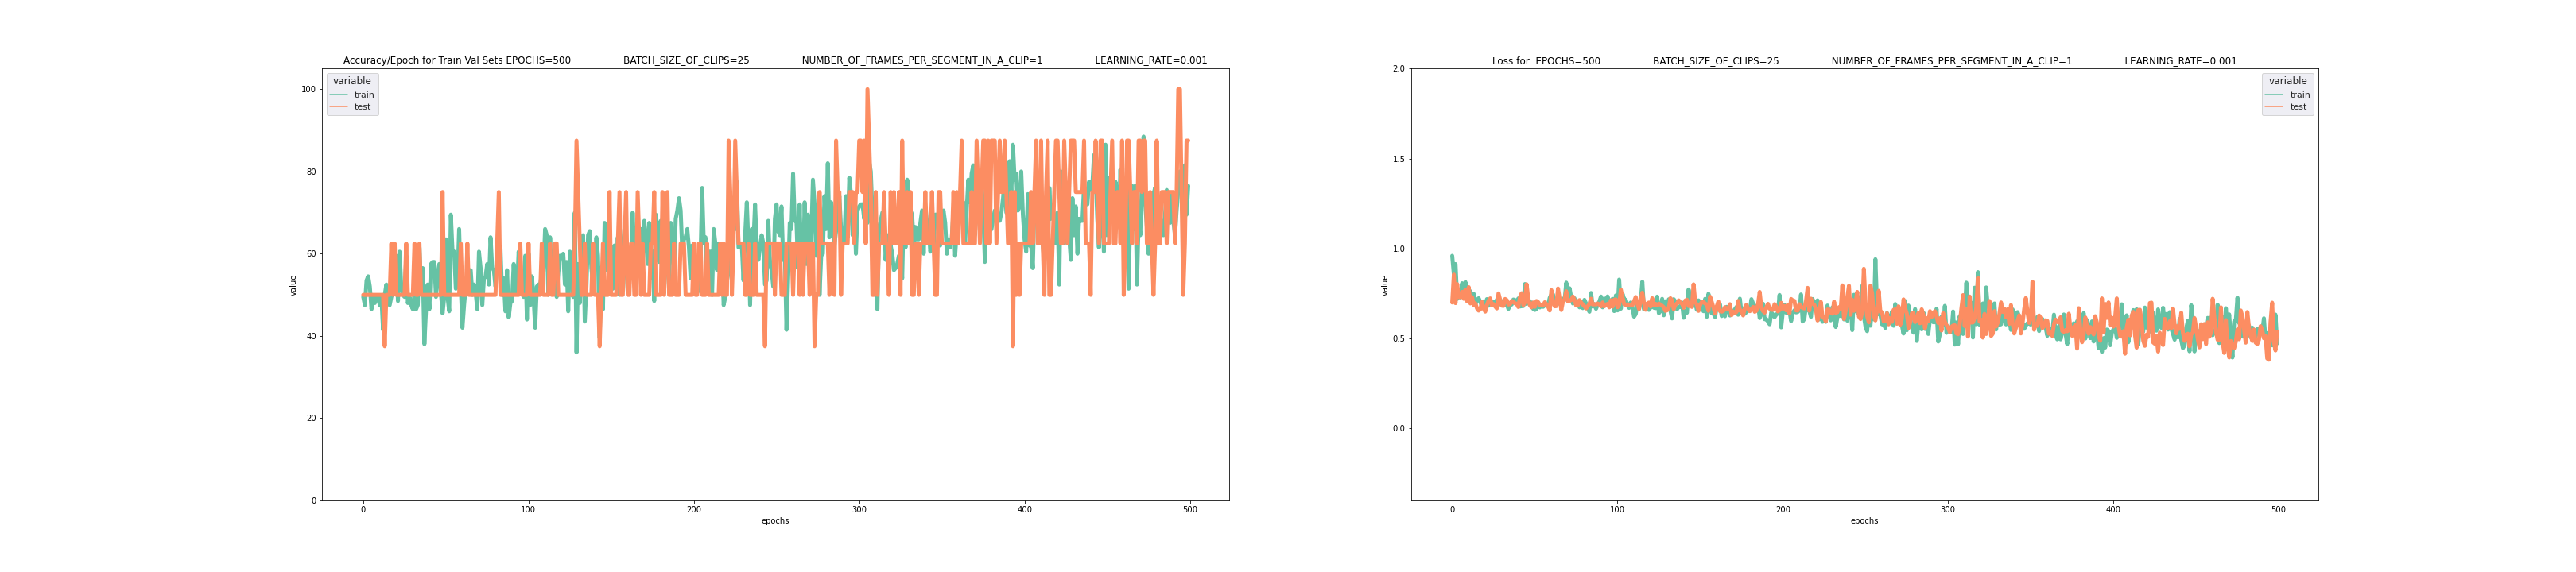 Accuracy/Epoch for Train Val Sets EPOCHS=500 BATCH_SIZE_OF_CLIPS=25 NUMBER_OF_FRAMES_PER_SEGMENT_IN_A_CLIP=1 LEARNING_RATE=0.001
variable
train
test
100
80
60
40
20
0
value
0 100 200 300 400 500
epochs
Loss for EPOCHS=500 BATCH_SIZE_OF_CLIPS=25 NUMBER_OF_FRAMES_PER_SEGMENT_IN_A_CLIP=1 LEARNING_RATE=0.001
variable
train
test
2.0
1.5
1.0
0.5
0.0
value
0 100 200 300 400 500
epochs